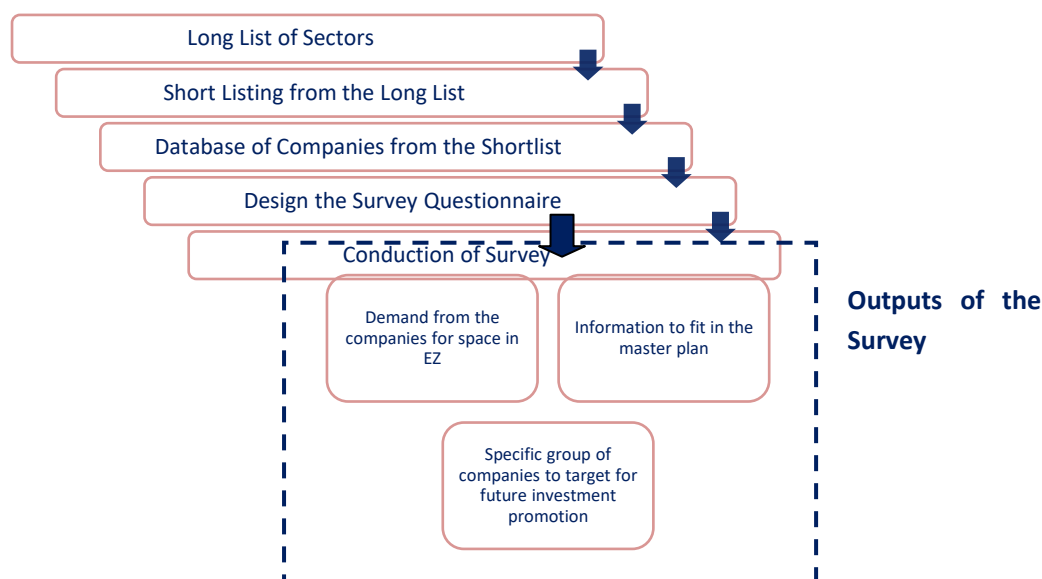 Long List of Sectors
Short Listing from the Long List
Database of Companies from the Shortlist
Design the Survey Questionnaire
Conduction of Survey
Demand from the
companies for space in
EZ
Information to fit in the
master plan
Outputs of the
Survey
Specific group of
companies to target for
future investment
promotion